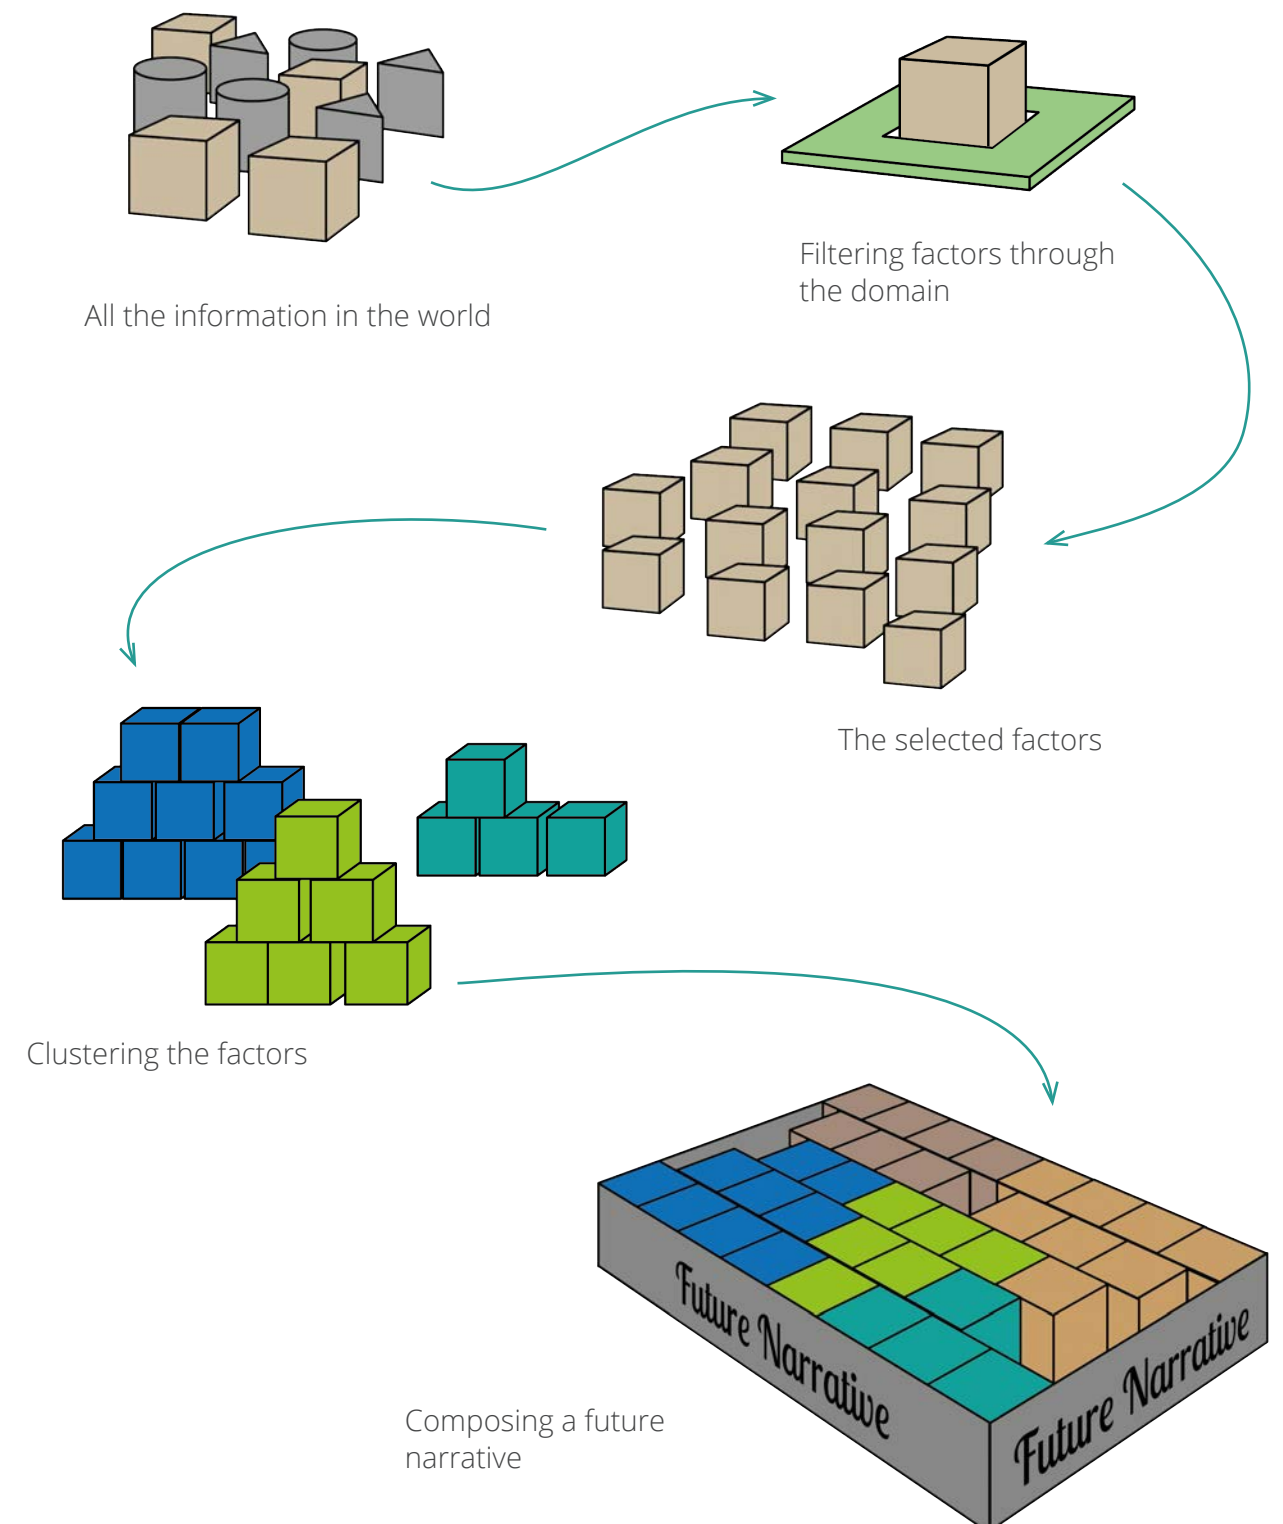 All the information in the world
Filtering factors through
the domain
The selected factors
Clustering the factors
Composing a future
narrative
Future Narrative
Future Narrative